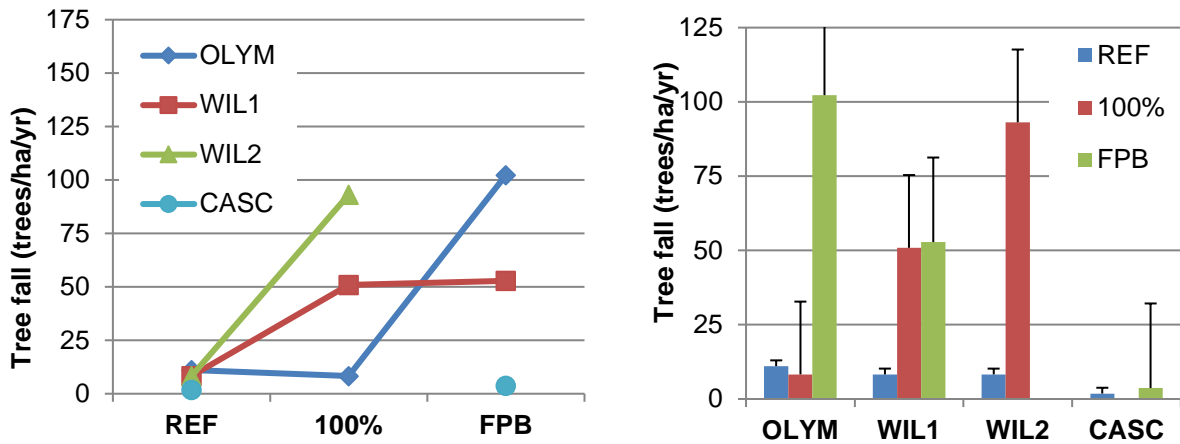 Tree fall (trees/ha/yr)
175
150
125
100
75
50
25
0
OLYM
WIL1
WIL2
CASC
REF 100% FPB
Tree fall (trees/ha/yr)
125
100
75
50
25
0
REF
100%
FPB
OLYM WIL1 WIL2 CASC